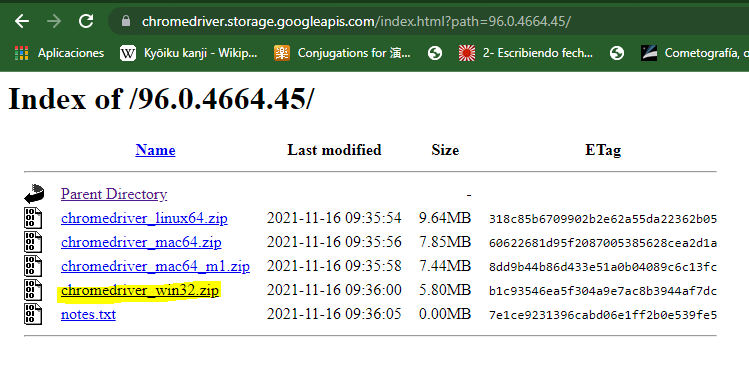 chromedriver.storage.googleapis.com/index.html?path=96.0.4664.45/
Aplicaciones W Kyōiku kanji - Wikip... Conjugations for 演... 2- Escribiendo fech... Cometografía, o
Index of /96.0.4664.45/
Name Last modified Size ETag
Parent Directory -
chromedriver_linux64.zip 2021-11-16 09:35:54 9.64MB 318c85b6709902b2e62a55da22362b05
chromedriver_mac64.zip 2021-11-16 09:35:56 7.85MB 60622681d95f2087005385628cea2d1a
chromedriver_mac64_m1.zip 2021-11-16 09:35:58 7.44MB 8dd9b44b86d433e51a0b04089c6c13fc
chromedriver_win32.zip 2021-11-16 09:36:00 5.80MB b1c93546ea5f304a9e7ac8b3944af7dc
notes.txt 2021-11-16 09:36:05 0.00MB 7e1ce9231396cabd06e1ff2b0e539fe5